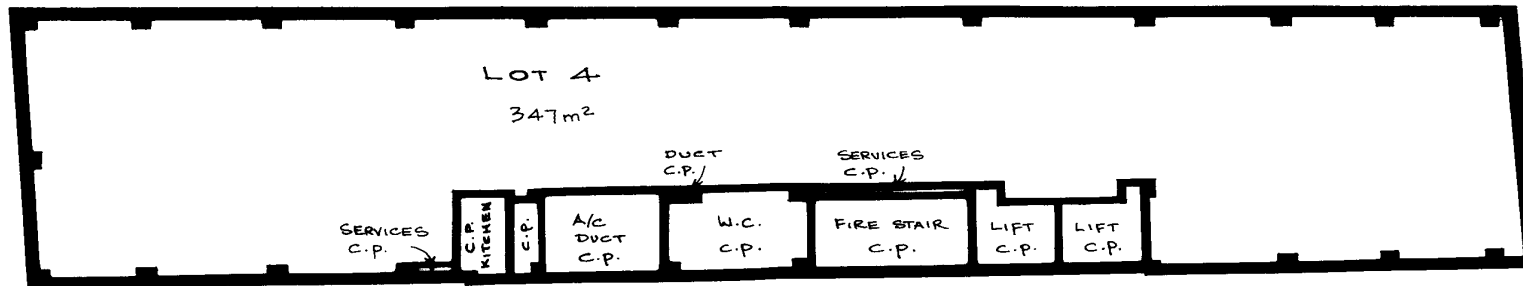 LOT 4
347m²
DUCT
C.P.
SERVICES
C.P.
SERVICES
C.P.
C.P.
KITCHEN
C.P.
A/C
DUCT
C.P.
W.C.
C.P.
FIRE STAIR
C.P.
LIFT
C.P.
LIFT
C.P.